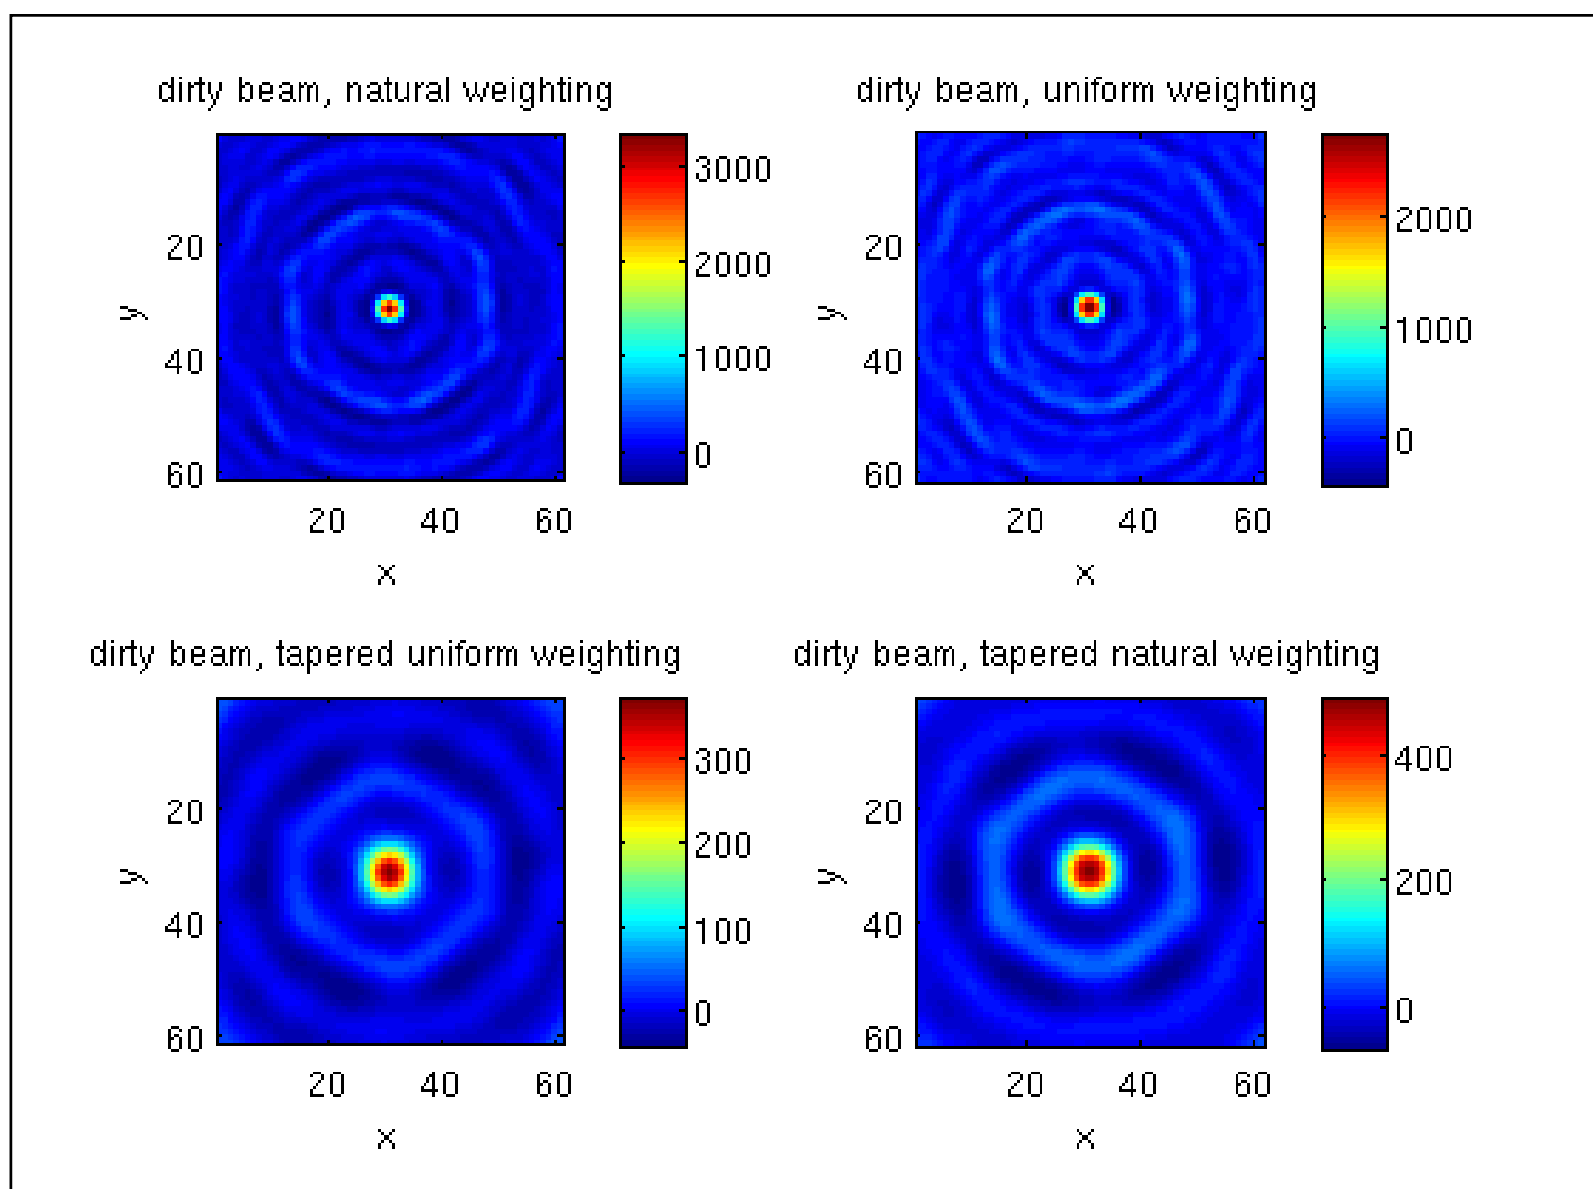 dirty beam, natural weighting
3000
2000
1000
0
y
20
40
60
20 40 60
x
dirty beam, uniform weighting
2000
1000
0
y
20
40
60
20 40 60
x
dirty beam, tapered uniform weighting
300
200
100
0
y
20
40
60
20 40 60
x
dirty beam, tapered natural weighting
400
200
0
y
20
40
60
20 40 60
x